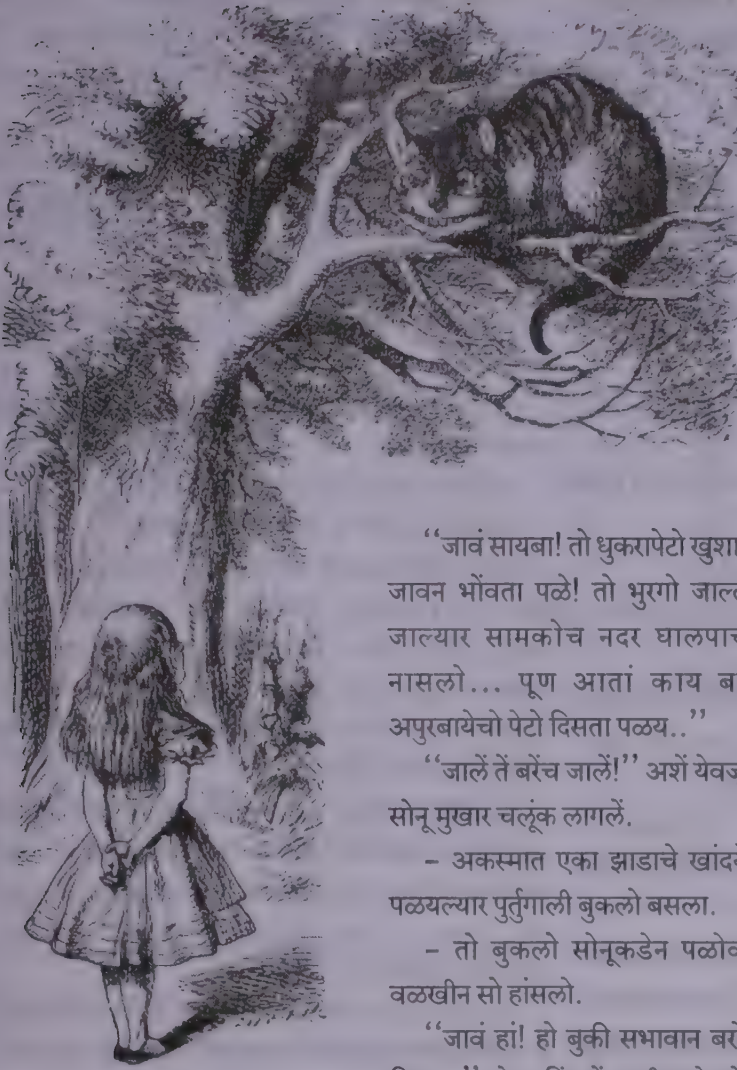 “जावं सायबा! तो धुकरापेटो खुशा
जावन भोंवता पळे! तो भुरगो जाल
जाल्यार सामकोच नदर घालपाच
नासलो... पूण आतां काय ब
अपुरबायेचो पेटो दिसता पळय..”
“जालें तें बरेंच जालें!” अशें येवज
सोनू मुखार चलूंक लागलें.
– अकस्मात एका झाडाचे खांदर
पळयल्यार पुर्तुगाली बुकलो बसला.
– तो बुकलो सोनूकडेन पळोव
वळखीन सो हांसलो.
“जावं हां! हो बुकी सभावान बर